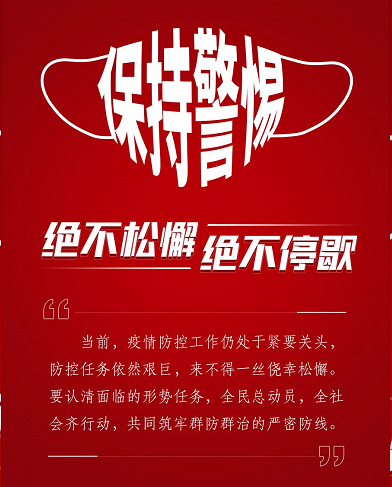 保持警惕
绝不松懈 绝不停歇
当前，疫情防控工作仍处于紧要关头，
防控任务依然艰巨，来不得一丝侥幸松懈。
要认清面临的形势任务，全民总动员，全社
会齐行动，共同筑牢群防群治的严密防线。